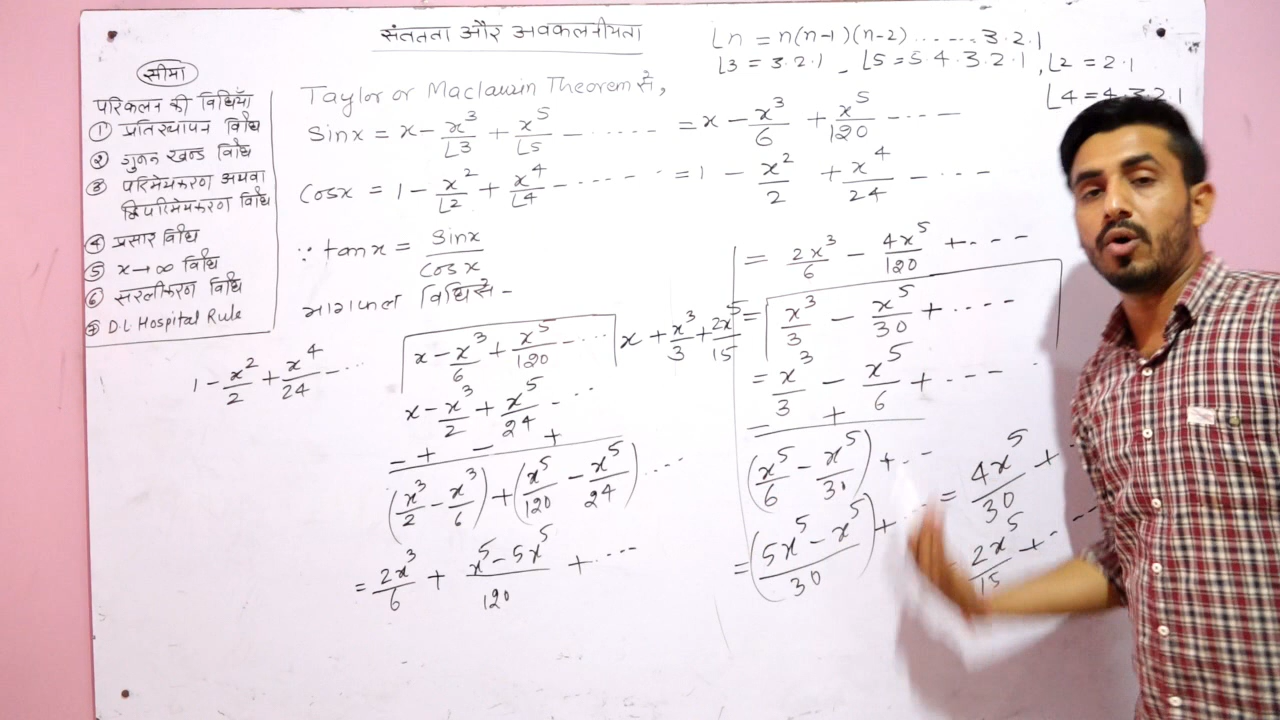 संततता और अवकलनीयता
Ln = n(n-1)(n-2) ....... 3.2.1
L3 = 3.2.1 - L5 = 5.4.3.2.1, L2 = 2.1
L4 = 4.3.2.1
सीमा
परिकलन की विधियाँ
① प्रतिस्थापन विधि
② गुणन खण्ड विधि
③ परिमेयकरण अथवा
④ प्रसार विधि
⑤ x→∞ विधि
⑥ सरलीकरण विधि
D.L Hospital Rule
Taylor or Maclaurin Theorem से,
Sinx = x - x³/L3 + x⁵/L5 - ...... = x - x³/6 + x⁵/120 - ....
Cosx = 1 - x²/L2 + x⁴/L4 - ...... = 1 - x²/2 + x⁴/24 - ....
∵ tanx = Sinx/Cosx
भागफल विधि से -
1 - x²/2 + x⁴/24 - ...
x - x³/6 + x⁵/120 - ...
x + x³/3 + 2x⁵/15
x - x³/2 + x⁵/24 - ...
- + - +
(x³/2 - x³/6) + (x⁵/120 - x⁵/24) ....
= 2x³/6 + x⁵-5x⁵/120 + ....
= 2x³/6 - 4x⁵/120 + ....
= x³/3 - x⁵/30 + ....
= x³/3 - x⁵/6 + ....
- +
(x⁵/6 - x⁵/30) + ...
= (5x⁵-x⁵/30) + ... = 4x⁵/30 + ..
= 2x⁵/15 + ...